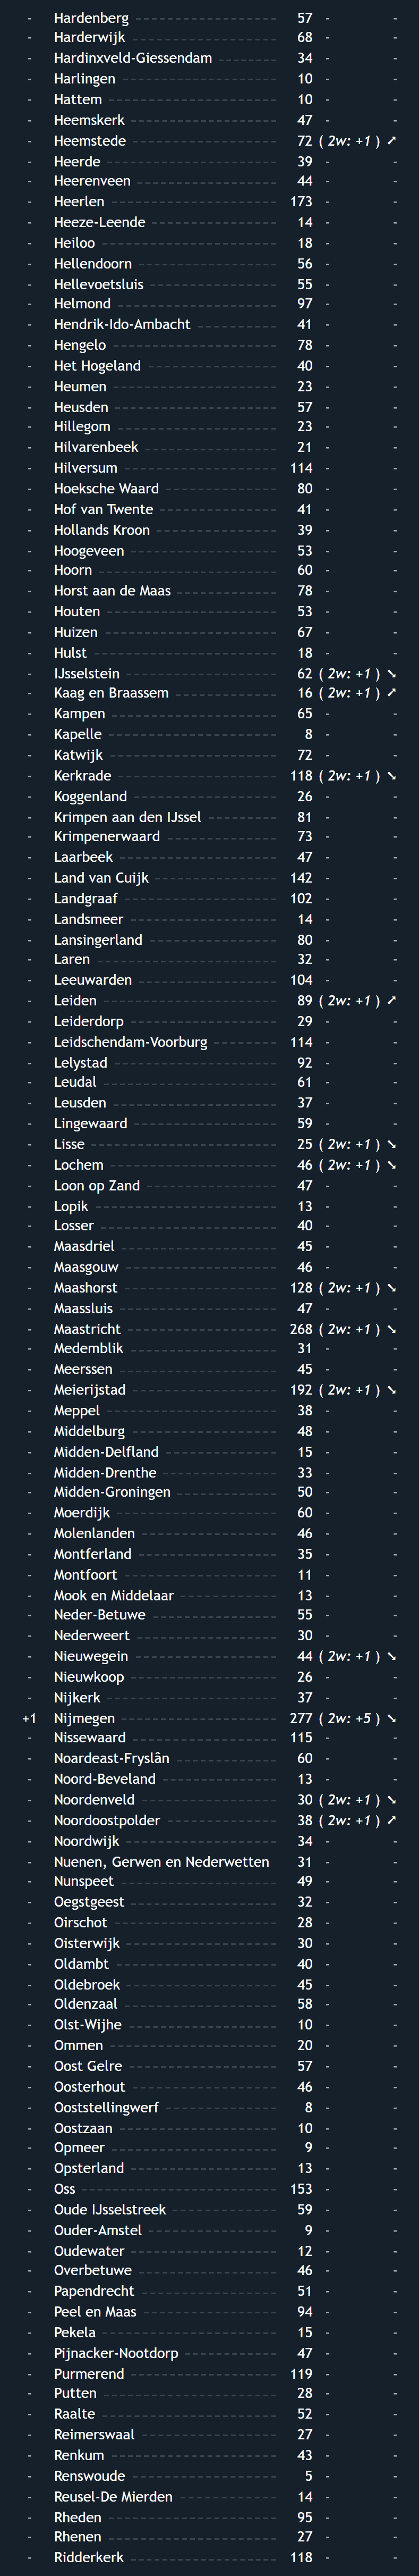 - Hardenberg 57 - -
- Harderwijk 68 - -
- Hardinxveld-Giessendam 34 - -
- Harlingen 10 - -
- Hattem 10 - -
- Heemskerk 47 - -
- Heemstede 72 ( 2w: +1 ) ➚
- Heerde 39 - -
- Heerenveen 44 - -
- Heerlen 173 - -
- Heeze-Leende 14 - -
- Heiloo 18 - -
- Hellendoorn 56 - -
- Hellevoetsluis 55 - -
- Helmond 97 - -
- Hendrik-Ido-Ambacht 41 - -
- Hengelo 78 - -
- Het Hogeland 40 - -
- Heumen 23 - -
- Heusden 57 - -
- Hillegom 23 - -
- Hilvarenbeek 21 - -
- Hilversum 114 - -
- Hoeksche Waard 80 - -
- Hof van Twente 41 - -
- Hollands Kroon 39 - -
- Hoogeveen 53 - -
- Hoorn 60 - -
- Horst aan de Maas 78 - -
- Houten 53 - -
- Huizen 67 - -
- Hulst 18 - -
- IJsselstein 62 ( 2w: +1 ) ➘
- Kaag en Braassem 16 ( 2w: +1 ) ➚
- Kampen 65 - -
- Kapelle 8 - -
- Katwijk 72 - -
- Kerkrade 118 ( 2w: +1 ) ➘
- Koggenland 26 - -
- Krimpen aan den IJssel 81 - -
- Krimpenerwaard 73 - -
- Laarbeek 47 - -
- Land van Cuijk 142 - -
- Landgraaf 102 - -
- Landsmeer 14 - -
- Lansingerland 80 - -
- Laren 32 - -
- Leeuwarden 104 - -
- Leiden 89 ( 2w: +1 ) ➚
- Leiderdorp 29 - -
- Leidschendam-Voorburg 114 - -
- Lelystad 92 - -
- Leudal 61 - -
- Leusden 37 - -
- Lingewaard 59 - -
- Lisse 25 ( 2w: +1 ) ➘
- Lochem 46 ( 2w: +1 ) ➘
- Loon op Zand 47 - -
- Lopik 13 - -
- Losser 40 - -
- Maasdriel 45 - -
- Maasgouw 46 - -
- Maashorst 128 ( 2w: +1 ) ➘
- Maassluis 47 - -
- Maastricht 268 ( 2w: +1 ) ➘
- Medemblik 31 - -
- Meerssen 45 - -
- Meierijstad 192 ( 2w: +1 ) ➘
- Meppel 38 - -
- Middelburg 48 - -
- Midden-Delfland 15 - -
- Midden-Drenthe 33 - -
- Midden-Groningen 50 - -
- Moerdijk 60 - -
- Molenlanden 46 - -
- Montferland 35 - -
- Montfoort 11 - -
- Mook en Middelaar 13 - -
- Neder-Betuwe 55 - -
- Nederweert 30 - -
- Nieuwegein 44 ( 2w: +1 ) ➘
- Nieuwkoop 26 - -
- Nijkerk 37 - -
+1 Nijmegen 277 ( 2w: +5 ) ➘
- Nissewaard 115 - -
- Noardeast-Fryslân 60 - -
- Noord-Beveland 13 - -
- Noordenveld 30 ( 2w: +1 ) ➘
- Noordoostpolder 38 ( 2w: +1 ) ➚
- Noordwijk 34 - -
- Nuenen, Gerwen en Nederwetten 31 - -
- Nunspeet 49 - -
- Oegstgeest 32 - -
- Oirschot 28 - -
- Oisterwijk 30 - -
- Oldambt 40 - -
- Oldebroek 45 - -
- Oldenzaal 58 - -
- Olst-Wijhe 10 - -
- Ommen 20 - -
- Oost Gelre 57 - -
- Oosterhout 46 - -
- Ooststellingwerf 8 - -
- Oostzaan 10 - -
- Opmeer 9 - -
- Opsterland 13 - -
- Oss 153 - -
- Oude IJsselstreek 59 - -
- Ouder-Amstel 9 - -
- Oudewater 12 - -
- Overbetuwe 46 - -
- Papendrecht 51 - -
- Peel en Maas 94 - -
- Pekela 15 - -
- Pijnacker-Nootdorp 47 - -
- Purmerend 119 - -
- Putten 28 - -
- Raalte 52 - -
- Reimerswaal 27 - -
- Renkum 43 - -
- Renswoude 5 - -
- Reusel-De Mierden 14 - -
- Rheden 95 - -
- Rhenen 27 - -
- Ridderkerk 118 - -